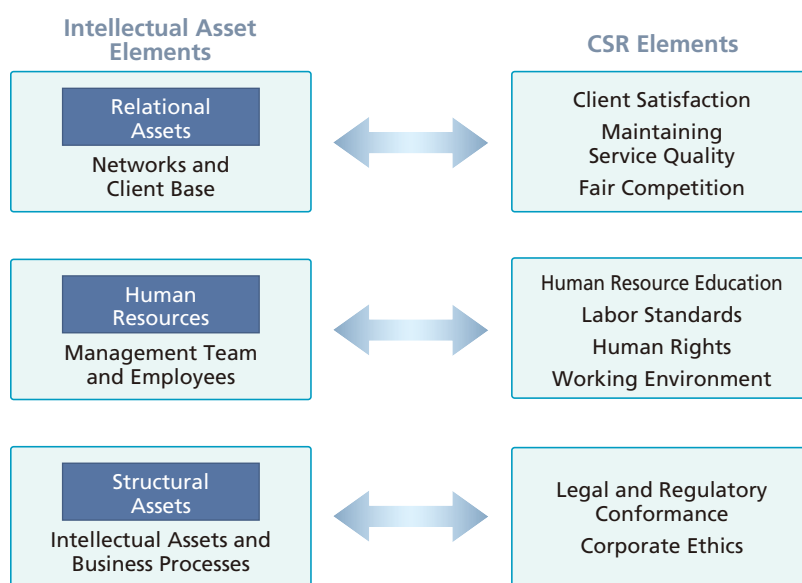 Intellectual Asset
Elements
CSR Elements
Relational
Assets
Networks and
Client Base
Client Satisfaction
Maintaining
Service Quality
Fair Competition
Human
Resources
Management Team
and Employees
Human Resource Education
Labor Standards
Human Rights
Working Environment
Structural
Assets
Intellectual Assets and
Business Processes
Legal and Regulatory
Conformance
Corporate Ethics